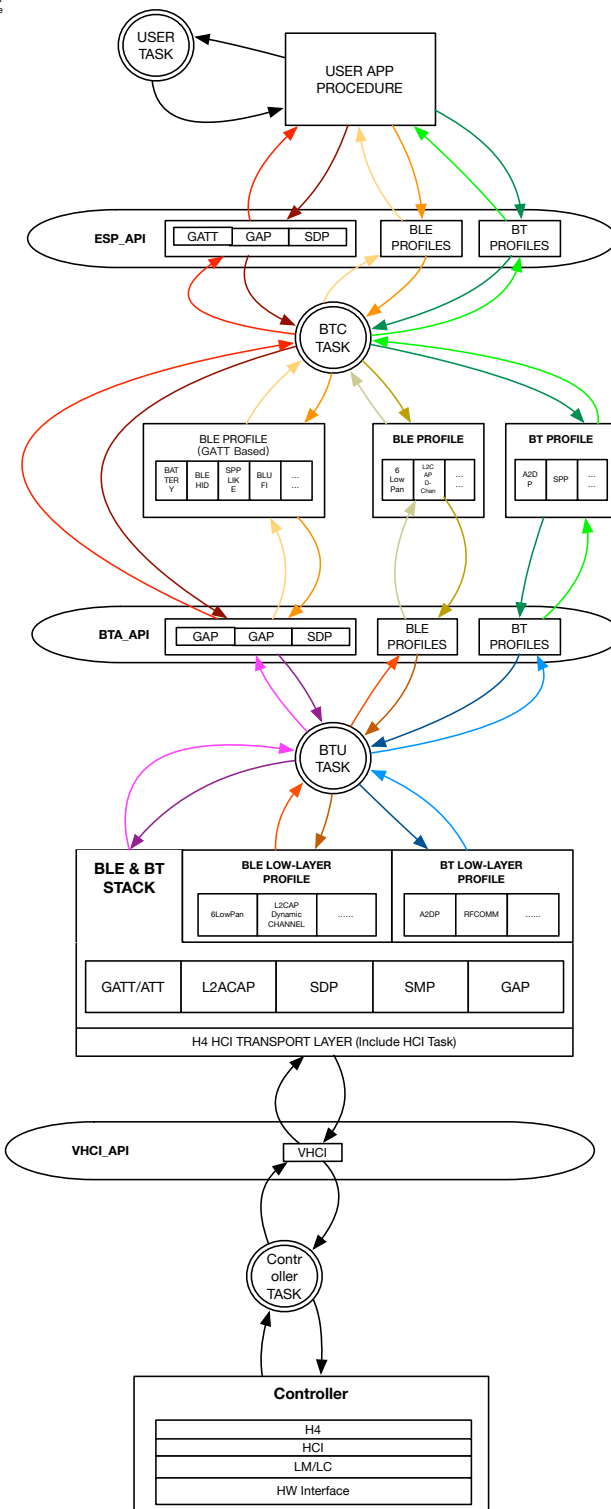 e
USER
TASK
USER APP
PROCEDURE
ESP_API
GATT
GAP
SDP
BLE
PROFILES
BT
PROFILES
BTC
TASK
BLE PROFILE
(GATT Based)
BAT
TER
Y
BLE
HID
SPP
LIK
E
BLU
FI
...
...
BLE PROFILE
6
Low
Pan
L2C
AP
D-
Chan
...
...
BT PROFILE
A2D
P
SPP
...
...
BTA_API
GAP
GAP
SDP
BLE
PROFILES
BT
PROFILES
BTU
TASK
BLE & BT
STACK
BLE LOW-LAYER
PROFILE
6LowPan
L2CAP
Dynamic
CHANNEL
......
BT LOW-LAYER
PROFILE
A2DP
RFCOMM
......
GATT/ATT
L2ACAP
SDP
SMP
GAP
H4 HCI TRANSPORT LAYER (Include HCI Task)
VHCI_API
VHCI
Contr
oller
TASK
Controller
H4
HCI
LM/LC
HW Interface